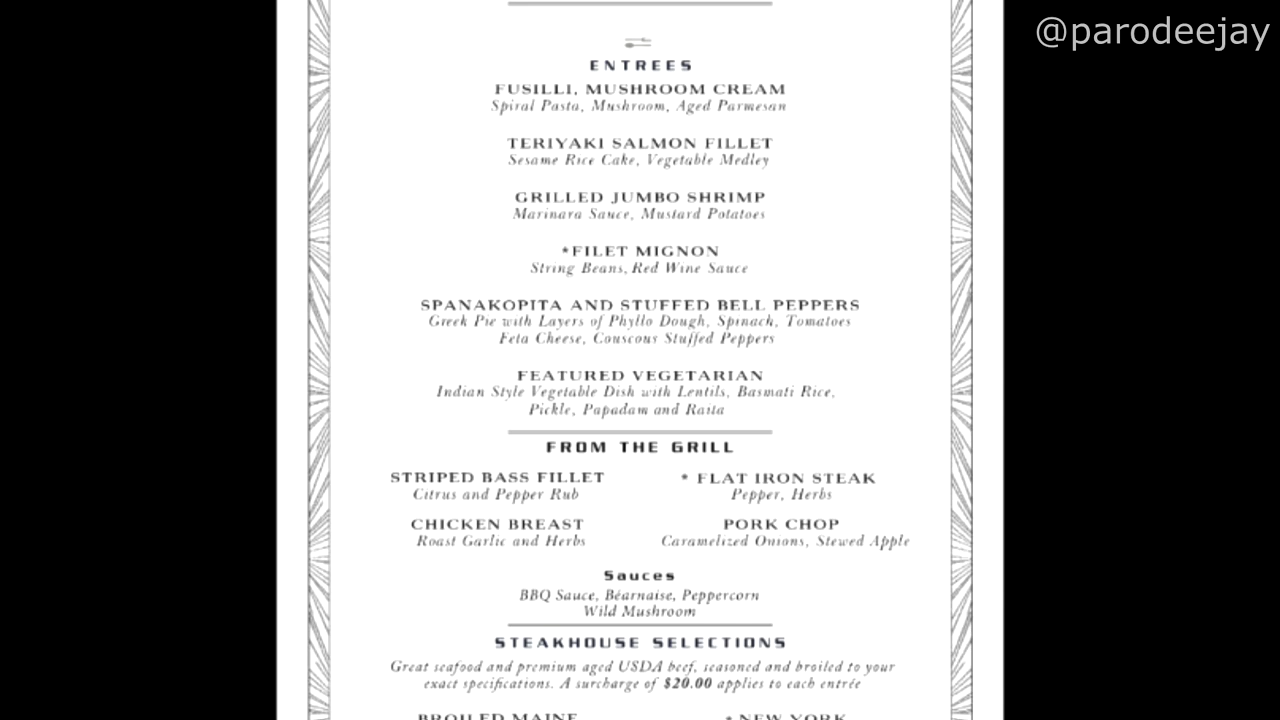 @parodeejay
ENTREES
FUSILLI, MUSHROOM CREAM
Spiral Pasta, Mushroom, Aged Parmesan
TERIYAKI SALMON FILLET
Sesame Rice Cake, Vegetable Medley
GRILLED JUMBO SHRIMP
Marinara Sauce, Mustard Potatoes
*FILET MIGNON
String Beans, Red Wine Sauce
SPANAKOPITA AND STUFFED BELL PEPPERS
Greek Pie with Layers of Phyllo Dough, Spinach, Tomatoes
Feta Cheese, Couscous Stuffed Peppers
FEATURED VEGETARIAN
Indian Style Vegetable Dish with Lentils, Basmati Rice,
Pickle, Papadam and Raita
FROM THE GRILL
STRIPED BASS FILLET
Citrus and Pepper Rub
* FLAT IRON STEAK
Pepper, Herbs
CHICKEN BREAST
Roast Garlic and Herbs
PORK CHOP
Caramelized Onions, Stewed Apple
Sauces
BBQ Sauce, Béarnaise, Peppercorn
Wild Mushroom
STEAKHOUSE SELECTIONS
Great seafood and premium aged USDA beef, seasoned and broiled to your
exact specifications. A surcharge of $20.00 applies to each entrée
BROILED MAINE
* NEW YORK